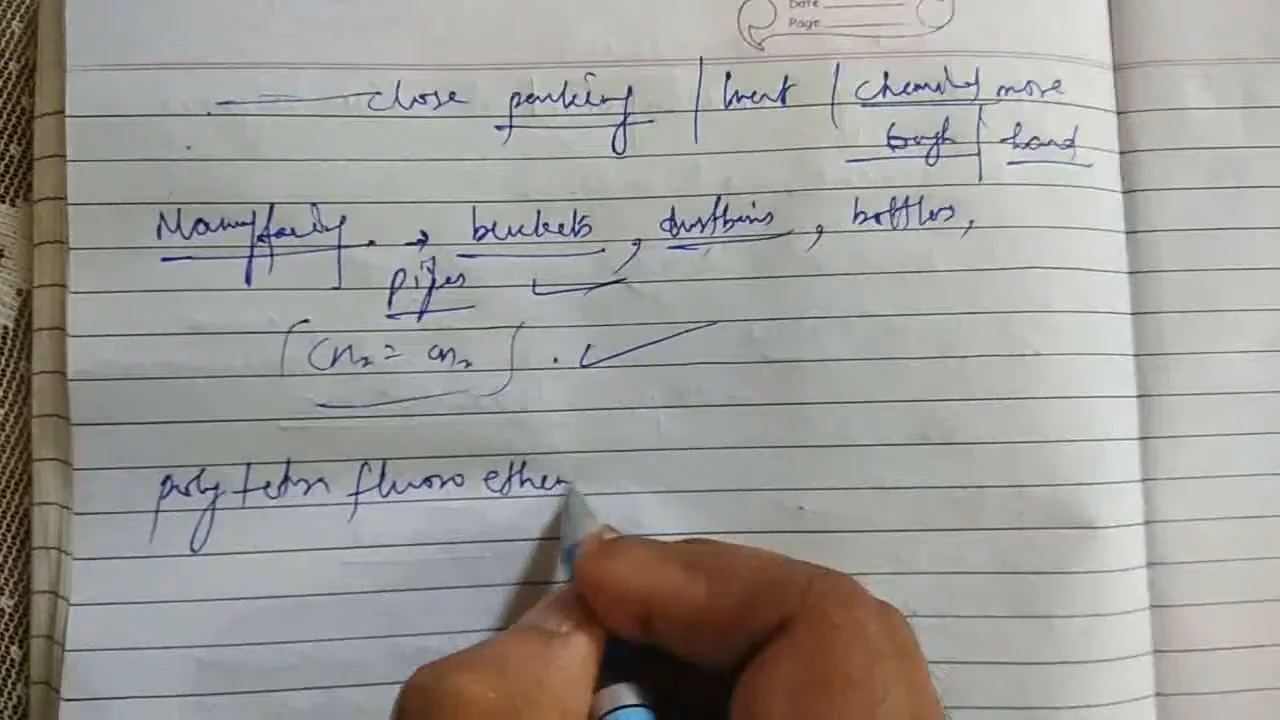 Date
Page
close packing | Inert | chemically more
tough | hard
Manufacturing → buckets, dustbins, bottles,
pipes
CH2 = CH2
poly tetra fluoro ethen